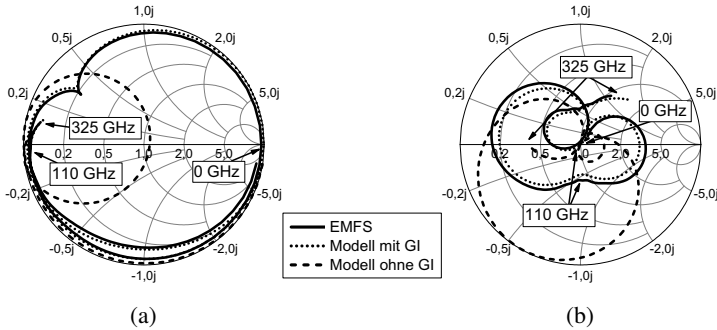 1,0j
0,5j
2,0j
0,2j
5,0j
325 GHz
0 GHz
110 GHz
0,2 0,5 1,0 2,0 5,0
-0,2j
-5,0j
-0,5j
-2,0j
-1,0j
(a)
EMFS
Modell mit GI
Modell ohne GI
1,0j
0,5j
2,0j
325 GHz
0,2j
5,0j
0 GHz
0,2 0,5 1,0 2,0 5,0
-0,2j
-5,0j
110 GHz
-0,5j
-2,0j
-1,0j
(b)